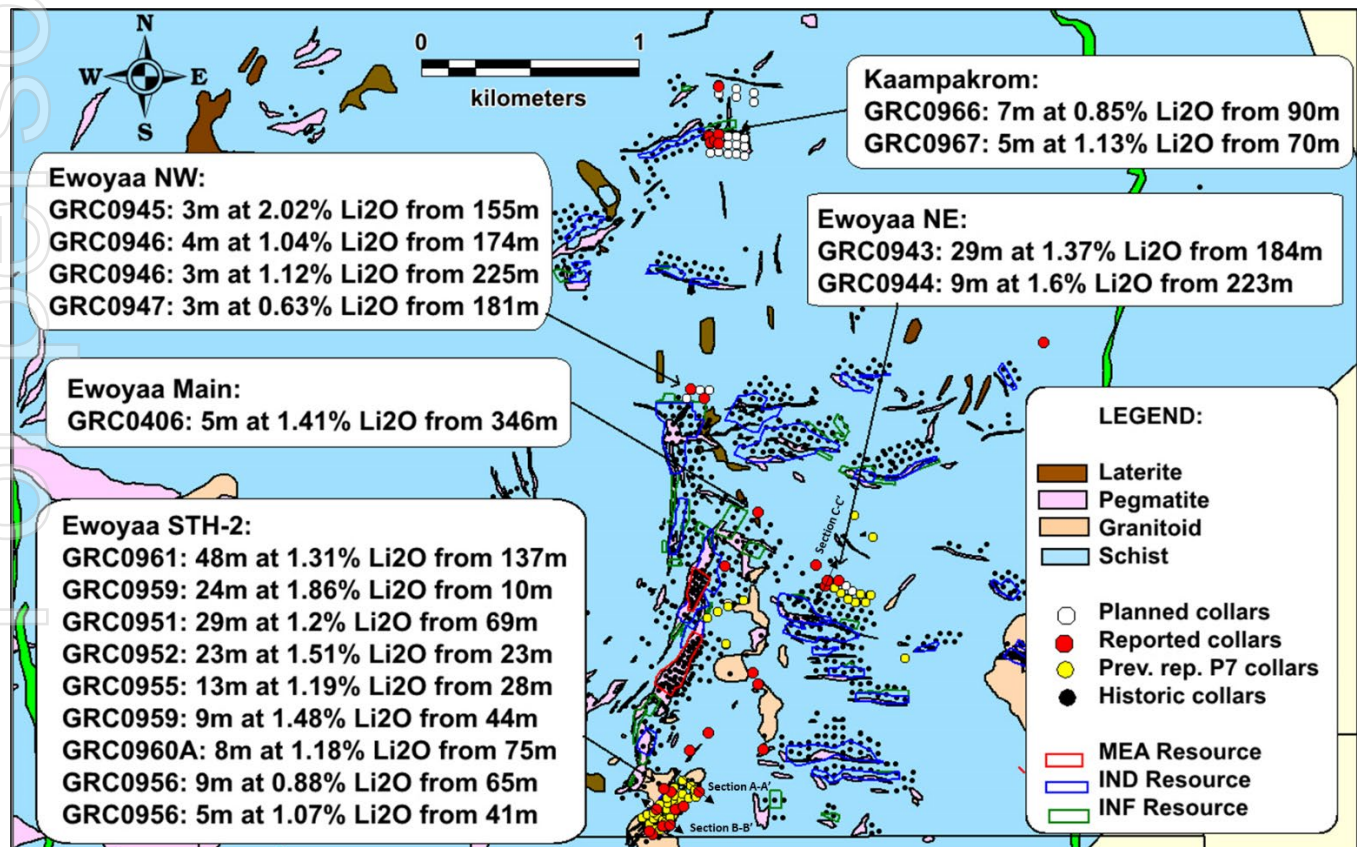 N
W E
S
0 1
kilometers
Kaampakrom:
GRC0966: 7m at 0.85% Li2O from 90m
GRC0967: 5m at 1.13% Li2O from 70m
Ewoyaa NW:
GRC0945: 3m at 2.02% Li2O from 155m
GRC0946: 4m at 1.04% Li2O from 174m
GRC0946: 3m at 1.12% Li2O from 225m
GRC0947: 3m at 0.63% Li2O from 181m
Ewoyaa NE:
GRC0943: 29m at 1.37% Li2O from 184m
GRC0944: 9m at 1.6% Li2O from 223m
Ewoyaa Main:
GRC0406: 5m at 1.41% Li2O from 346m
Ewoyaa STH-2:
GRC0961: 48m at 1.31% Li2O from 137m
GRC0959: 24m at 1.86% Li2O from 10m
GRC0951: 29m at 1.2% Li2O from 69m
GRC0952: 23m at 1.51% Li2O from 23m
GRC0955: 13m at 1.19% Li2O from 28m
GRC0959: 9m at 1.48% Li2O from 44m
GRC0960A: 8m at 1.18% Li2O from 75m
GRC0956: 9m at 0.88% Li2O from 65m
GRC0956: 5m at 1.07% Li2O from 41m
Section C-C'
Section A-A'
Section B-B'
LEGEND:
Laterite
Pegmatite
Granitoid
Schist
Planned collars
Reported collars
Prev. rep. P7 collars
Historic collars
MEA Resource
IND Resource
INF Resource